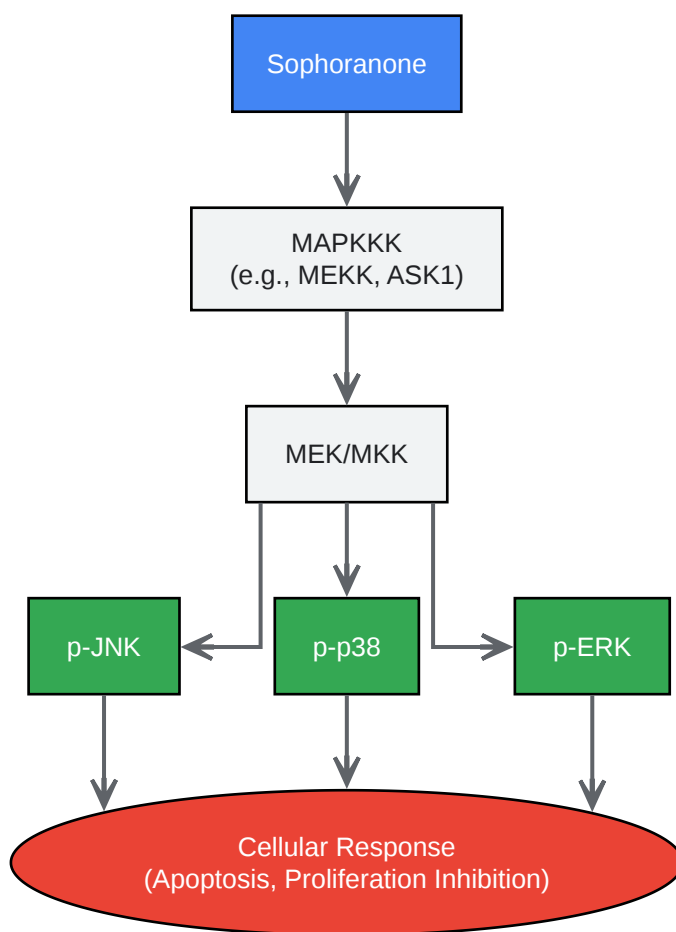 Sophoranone
MAPKKK
(e.g., MEKK, ASK1)
MEK/MKK
p-JNK
p-p38
p-ERK
Cellular Response
(Apoptosis, Proliferation Inhibition)